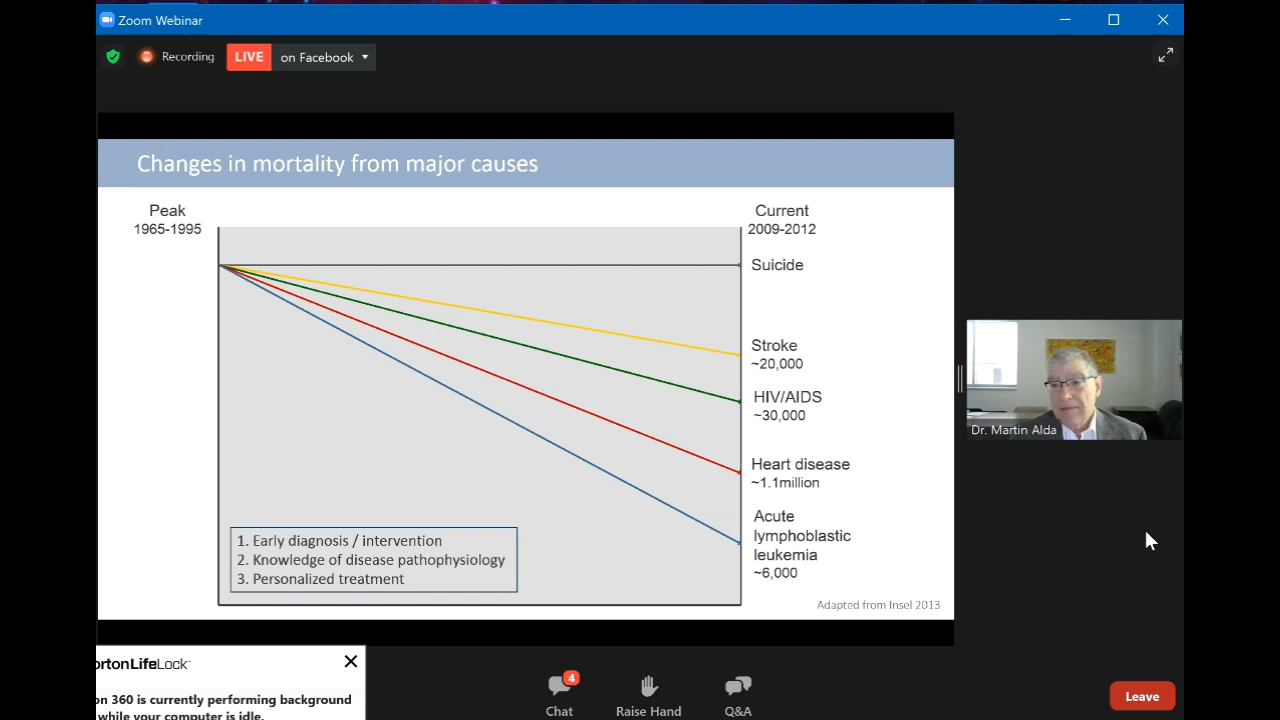 Zoom Webinar
Recording
LIVE
on Facebook
Changes in mortality from major causes
Peak
1965-1995
Current
2009-2012
Suicide
Stroke
~20,000
HIV/AIDS
~30,000
Heart disease
~1.1million
Acute
lymphoblastic
leukemia
~6,000
1. Early diagnosis / intervention
2. Knowledge of disease pathophysiology
3. Personalized treatment
Adapted from Insel 2013
Dr. Martin Alda
ortonLifeLock
on 360 is currently performing background
while your computer is idle.
4
Chat
Raise Hand
Q&A
Leave